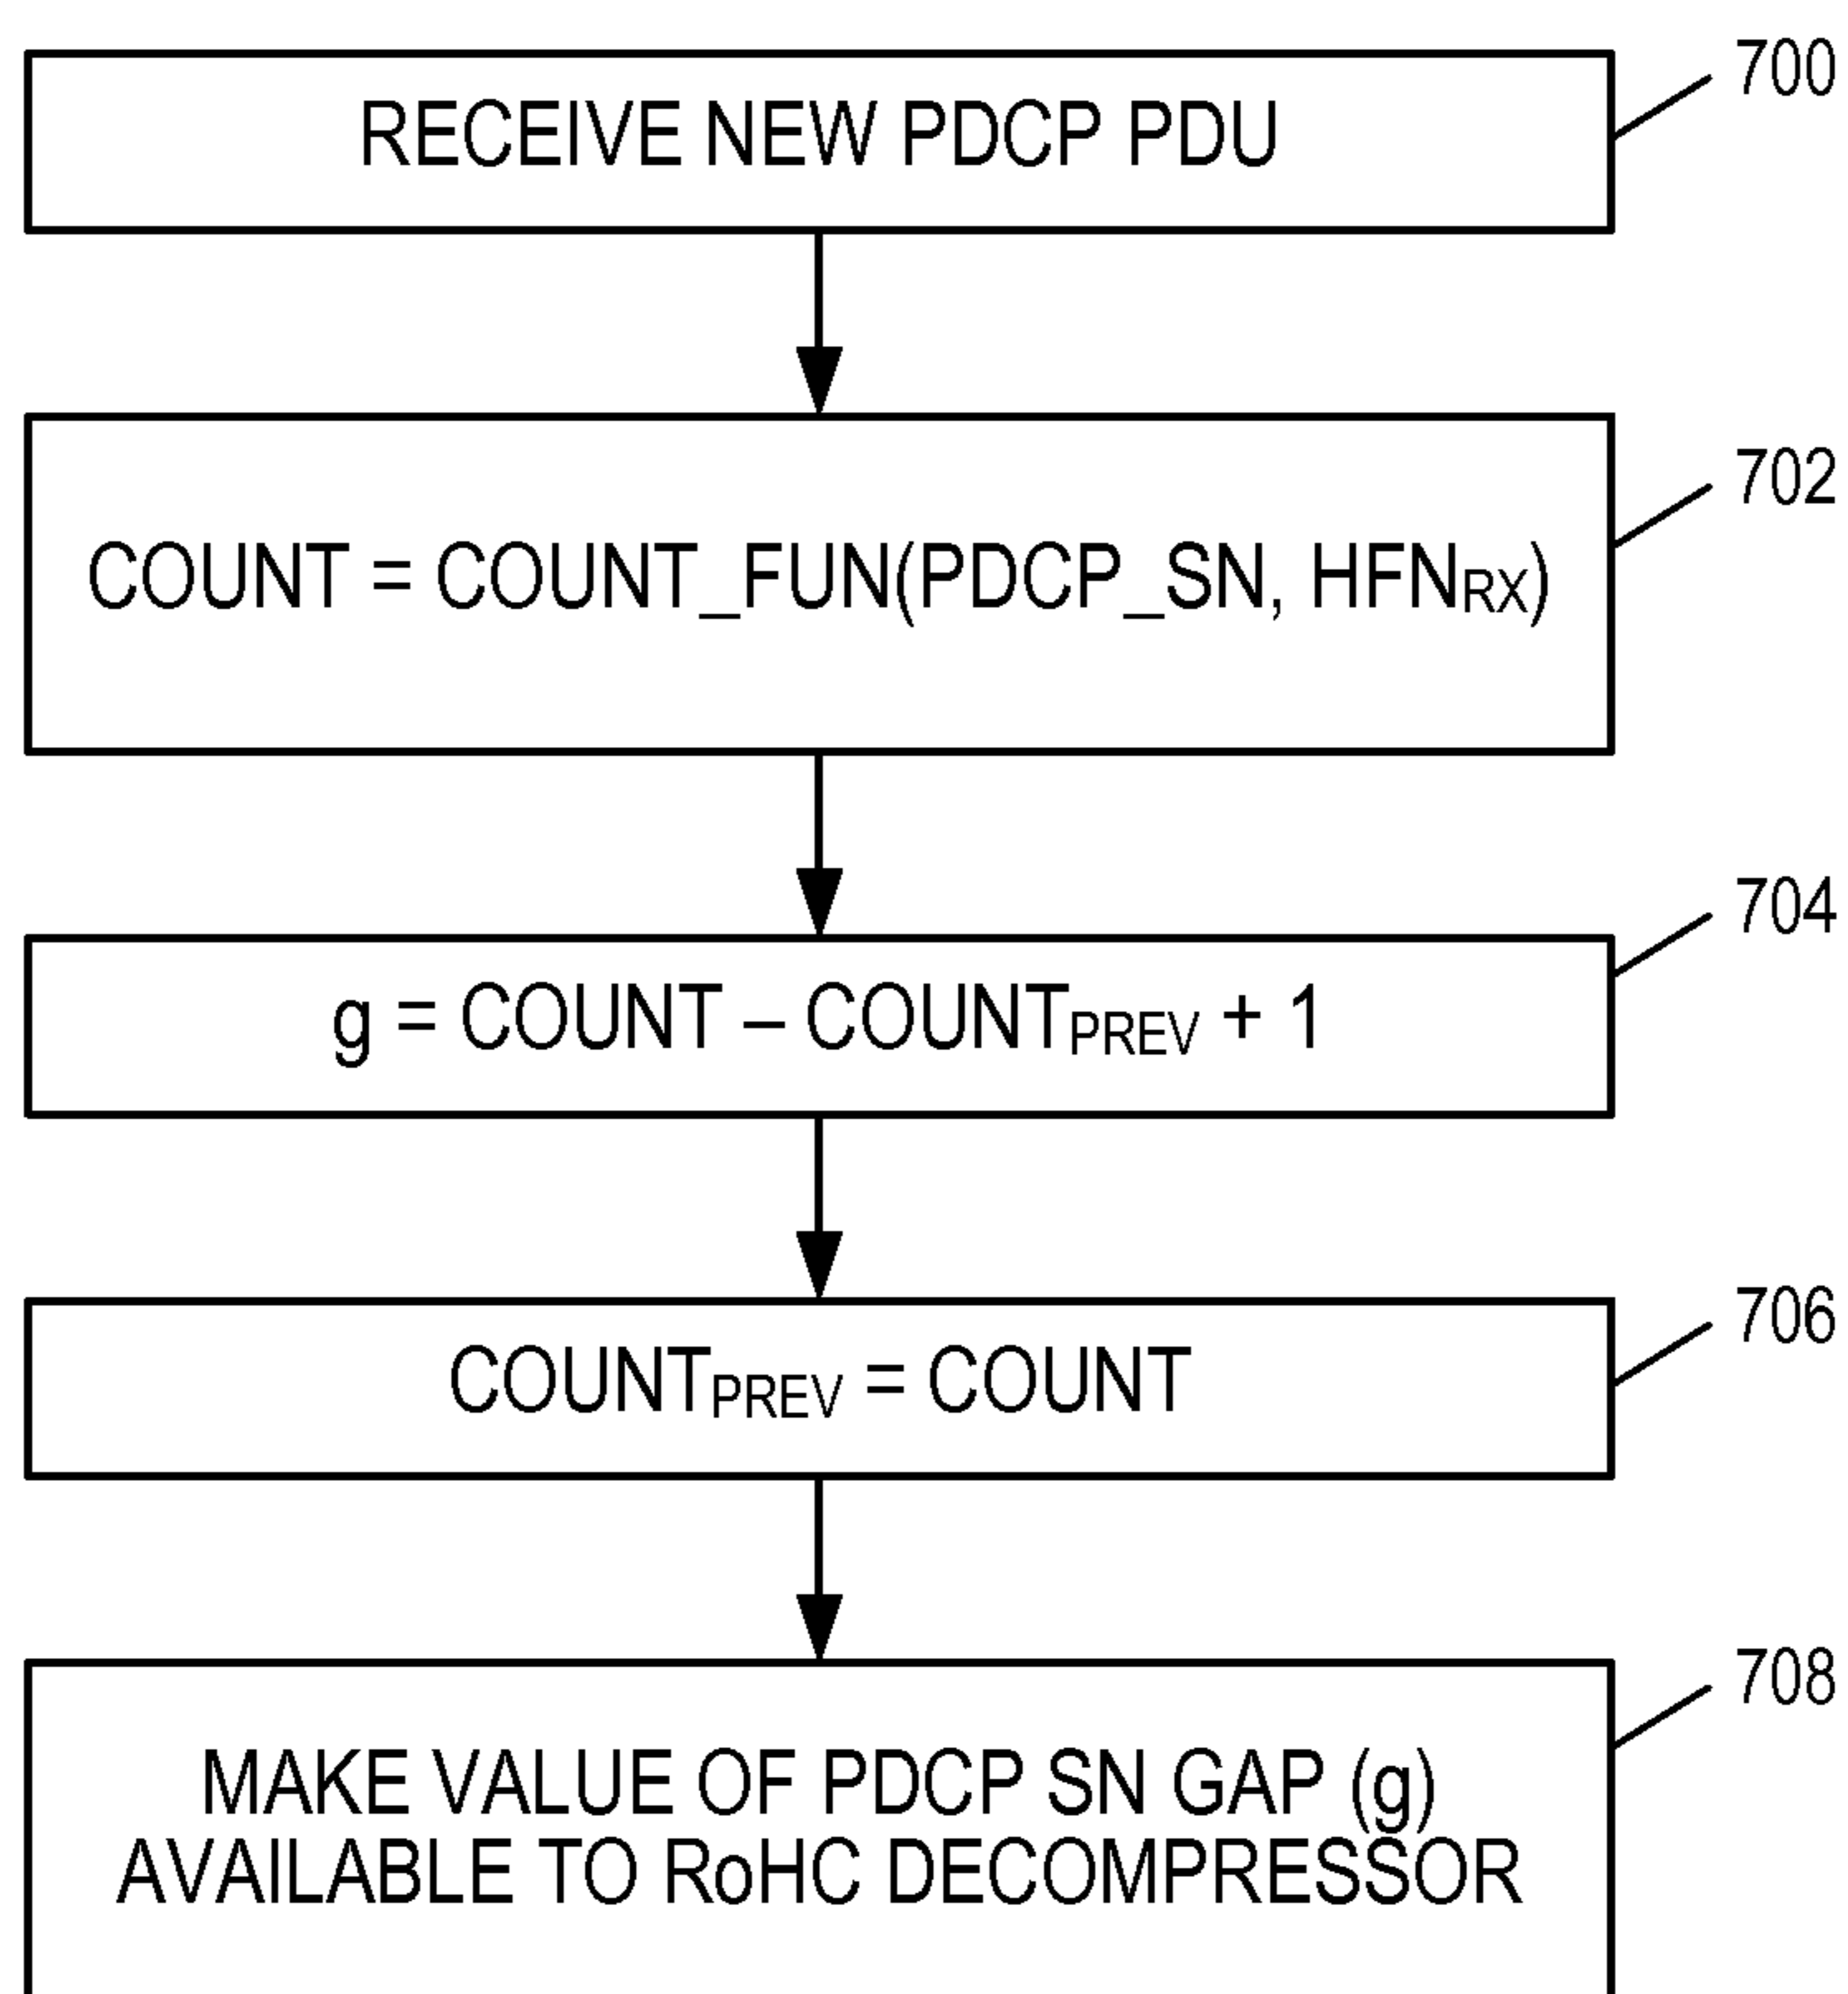 RECEIVE NEW PDCP PDU
700
COUNT = COUNT_FUN(PDCP_SN, HFNRX)
702
g = COUNT – COUNTPREV + 1
704
COUNTPREV = COUNT
706
MAKE VALUE OF PDCP SN GAP (g)
AVAILABLE TO RoHC DECOMPRESSOR
708